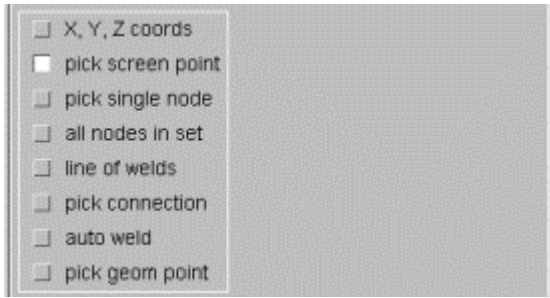 X, Y, Z coords
pick screen point
pick single node
all nodes in set
line of welds
pick connection
auto weld
pick geom point